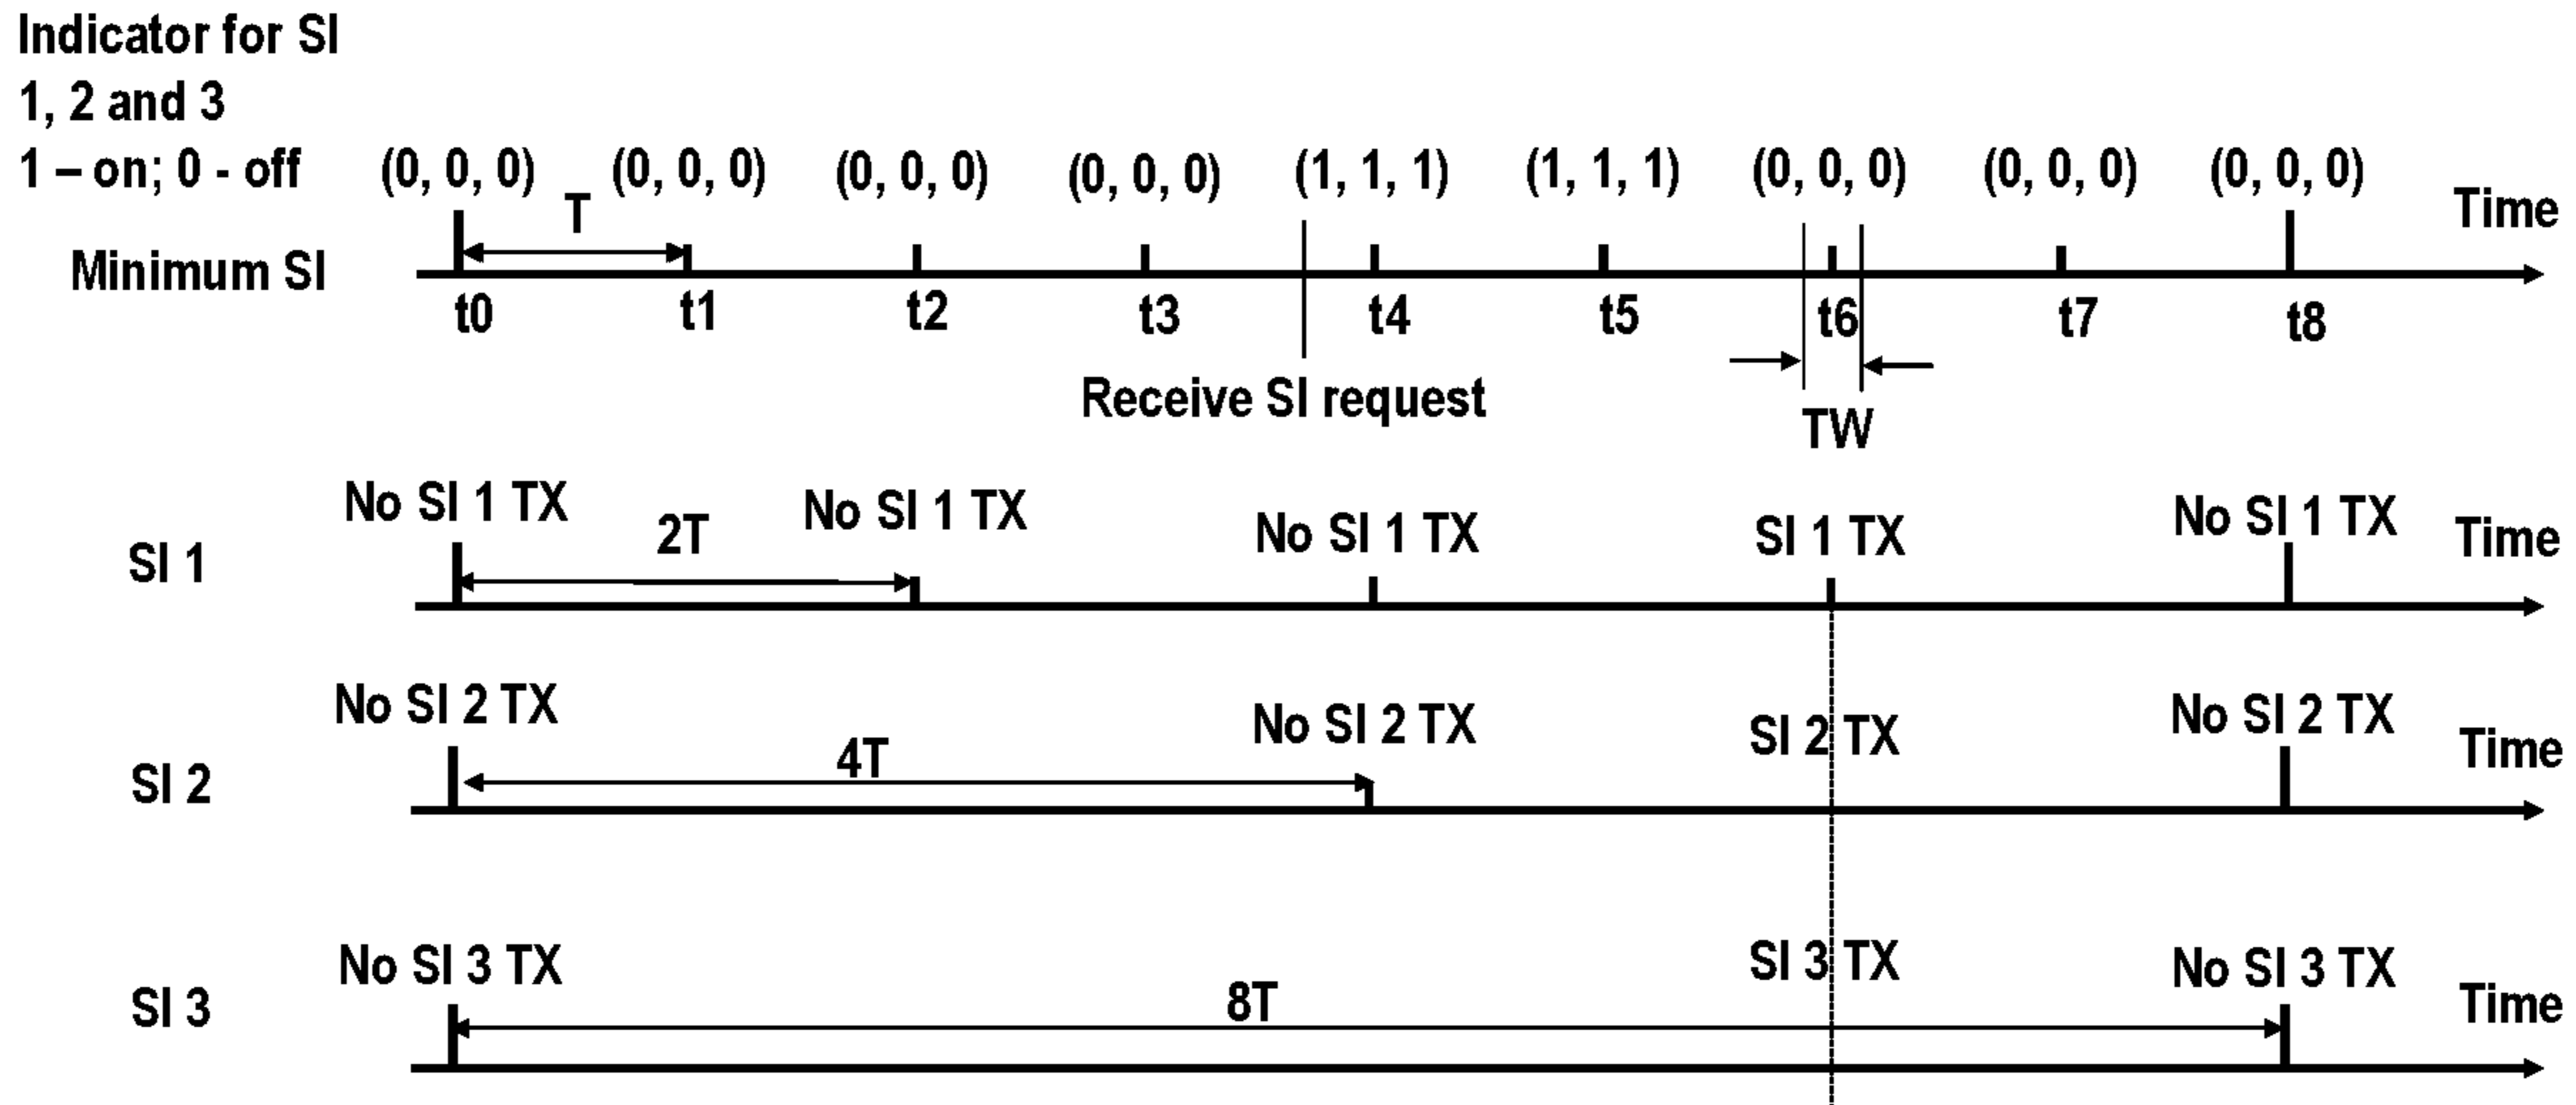 Indicator for SI
1, 2 and 3
1 – on; 0 - off
(0, 0, 0) (0, 0, 0) (0, 0, 0) (0, 0, 0) (1, 1, 1) (1, 1, 1) (0, 0, 0) (0, 0, 0) (0, 0, 0)
T
Time
Minimum SI
t0 t1 t2 t3 t4 t5 t6 t7 t8
Receive SI request
TW
No SI 1 TX No SI 1 TX No SI 1 TX SI 1 TX No SI 1 TX
2T
Time
SI 1
No SI 2 TX No SI 2 TX SI 2 TX No SI 2 TX
4T
Time
SI 2
No SI 3 TX SI 3 TX No SI 3 TX
8T
Time
SI 3